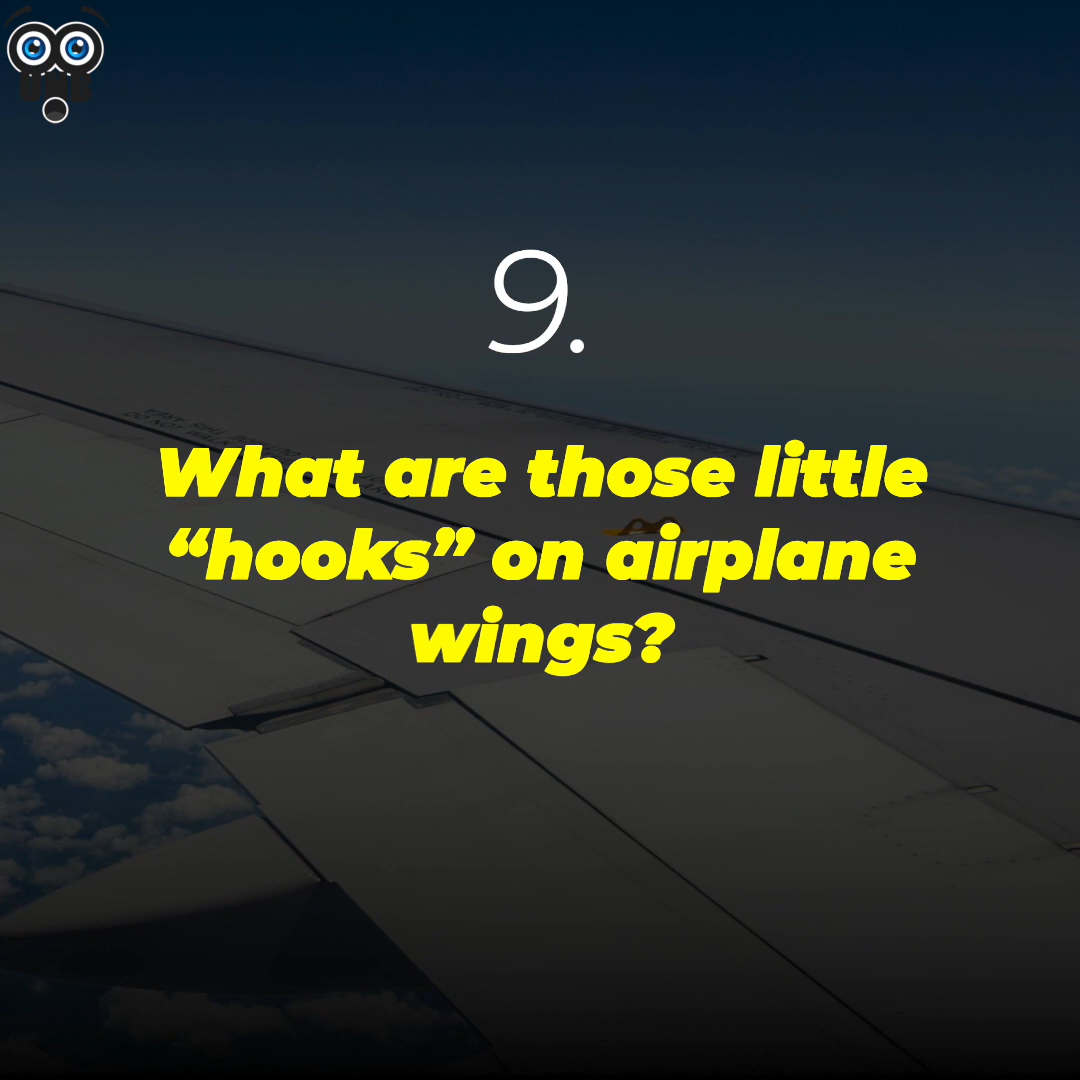 9.
What are those little
“hooks” on airplane
wings?